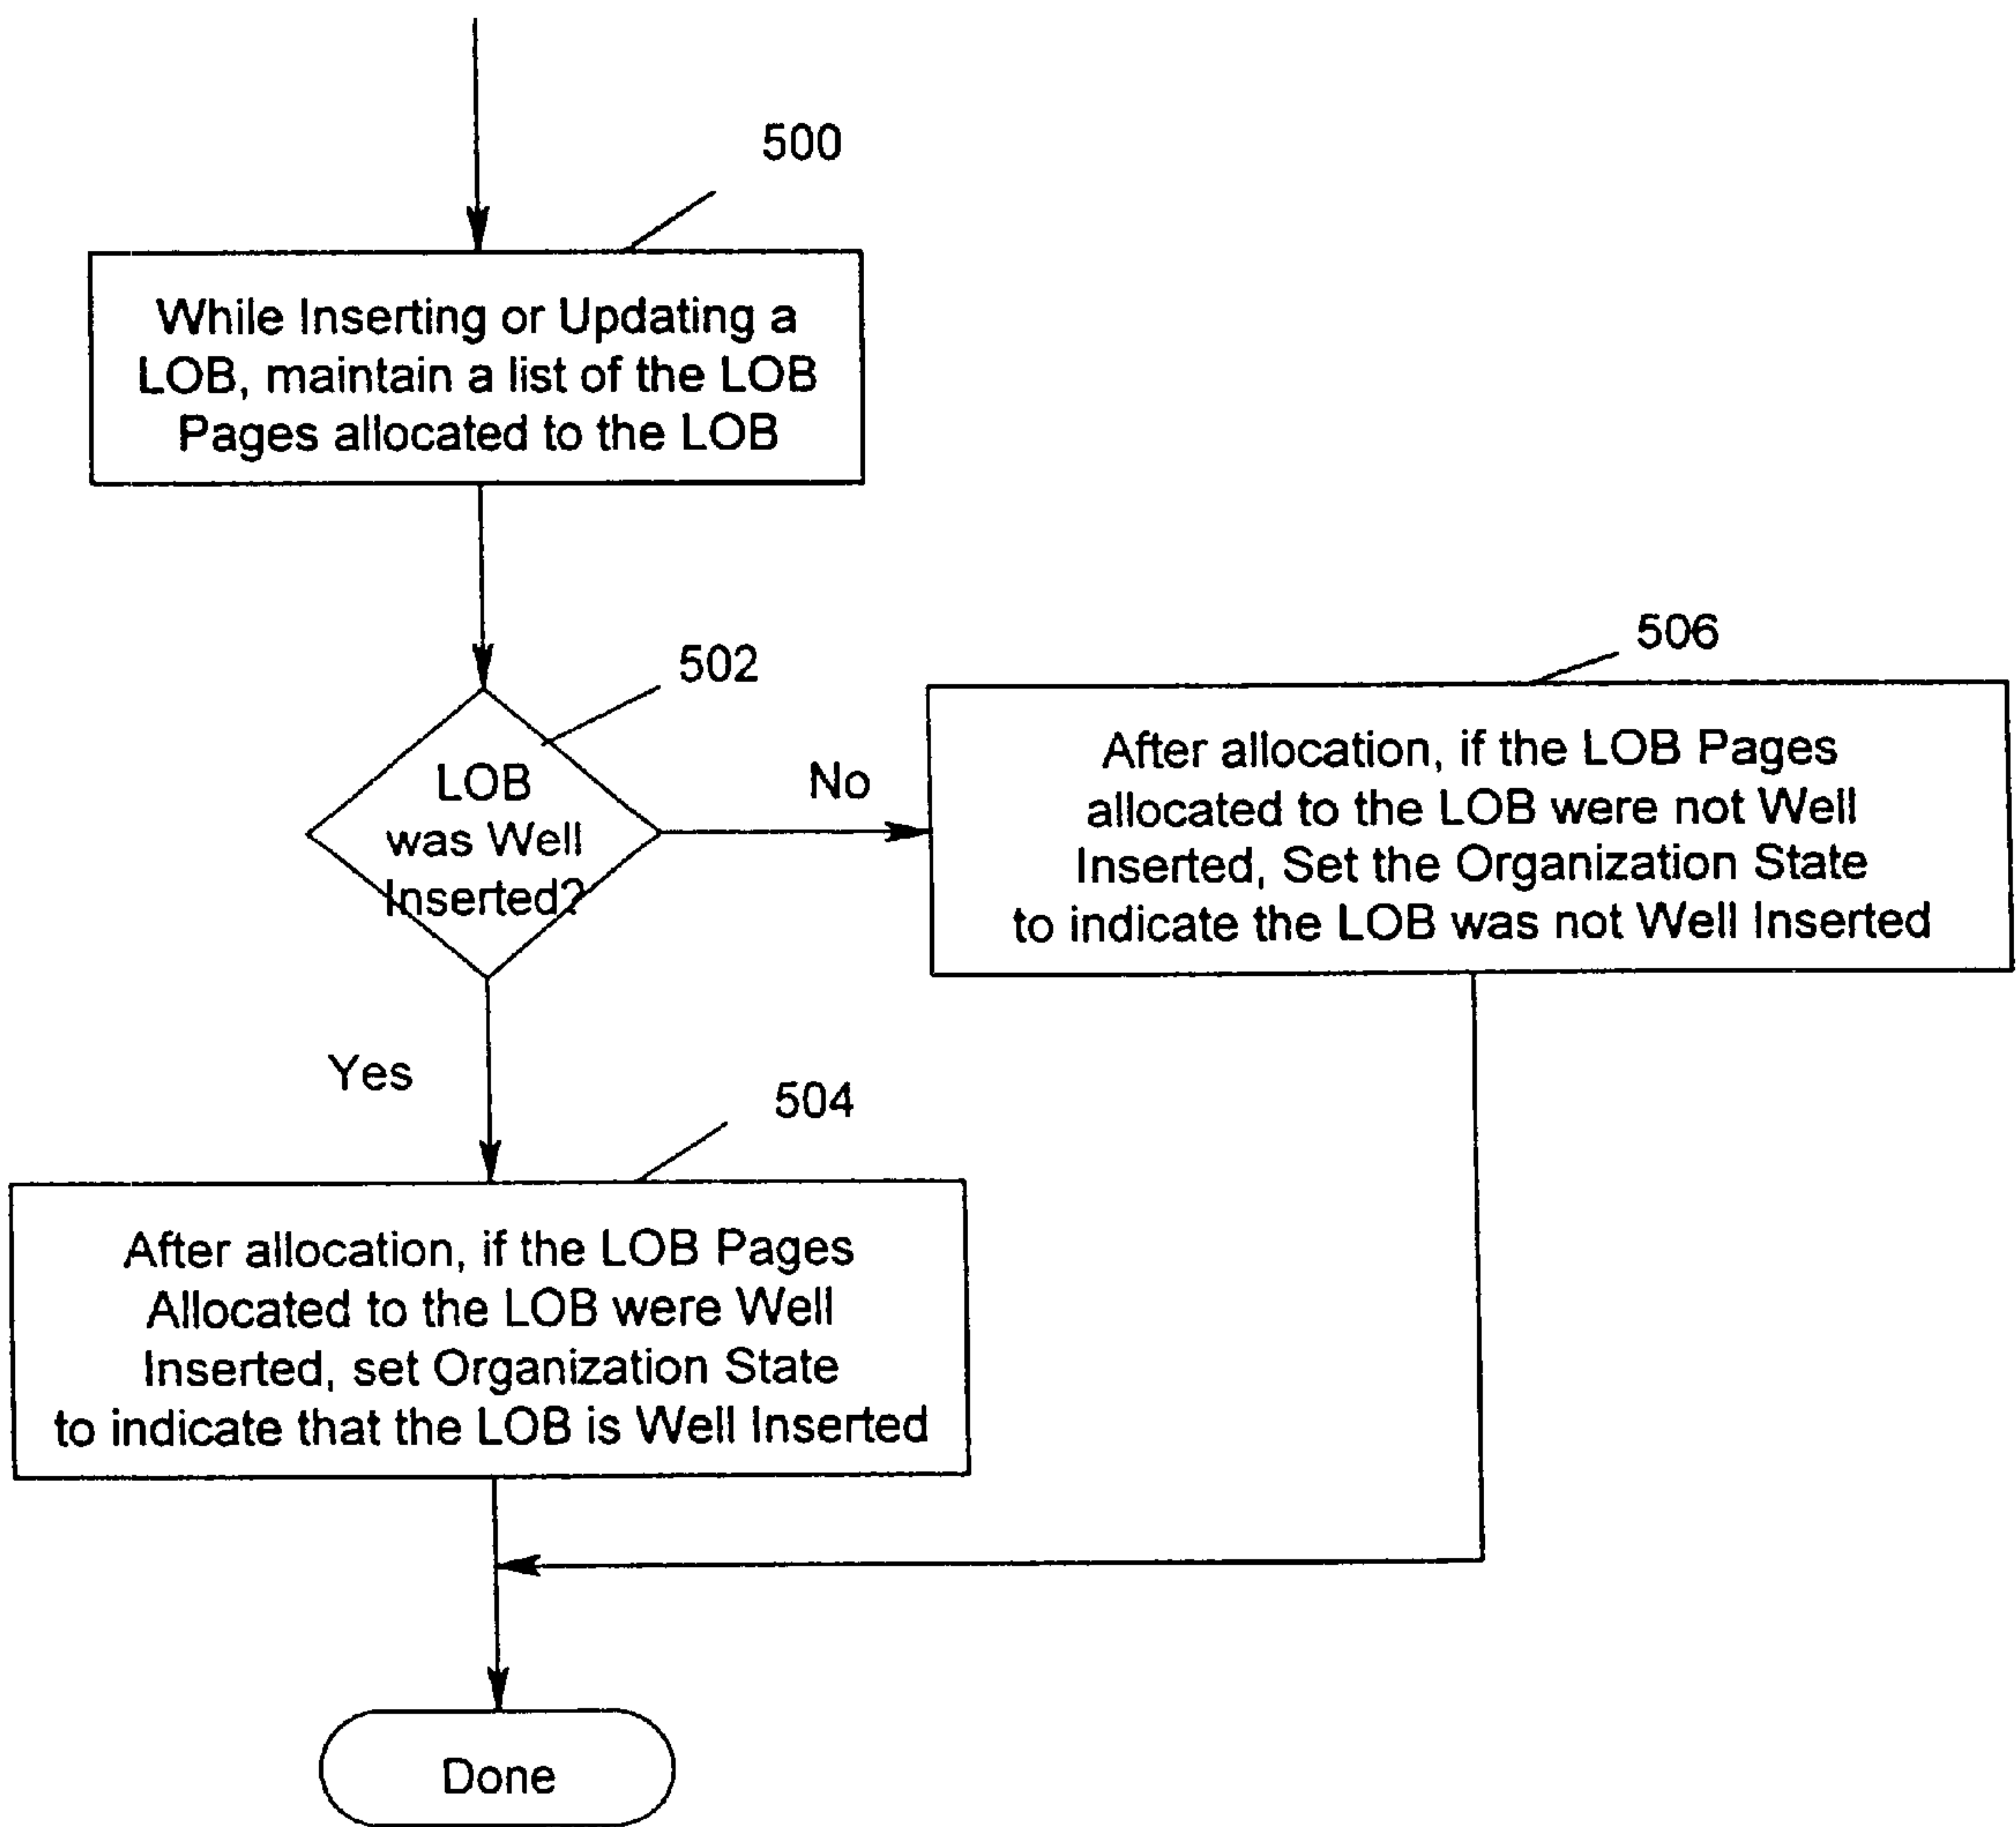 500
While Inserting or Updating a
LOB, maintain a list of the LOB
Pages allocated to the LOB
502
LOB
was Well
Inserted?
No
506
After allocation, if the LOB Pages
allocated to the LOB were not Well
Inserted, Set the Organization State
to indicate the LOB was not Well Inserted
Yes
504
After allocation, if the LOB Pages
Allocated to the LOB were Well
Inserted, set Organization State
to indicate that the LOB is Well Inserted
Done